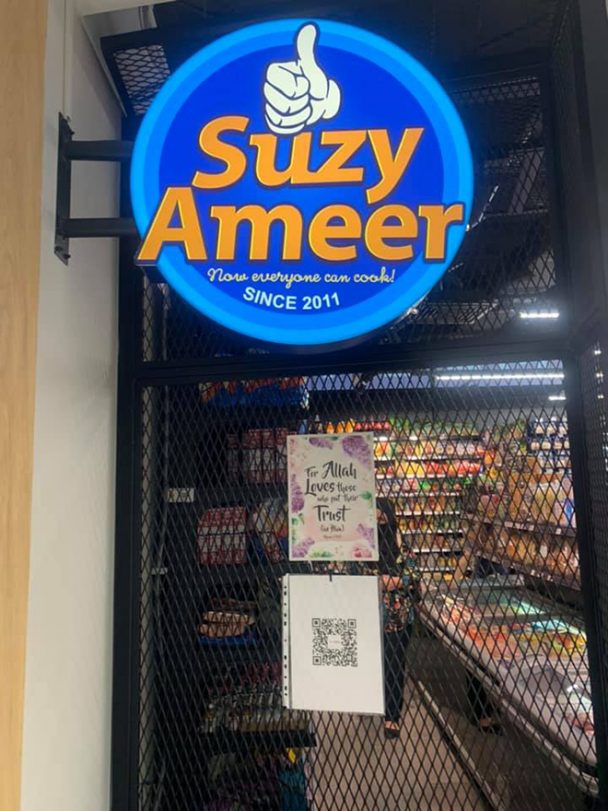 Suzy
Ameer
Now everyone can cook!
SINCE 2011
For Allah
Loves those
who put their
Trust
(in Him)